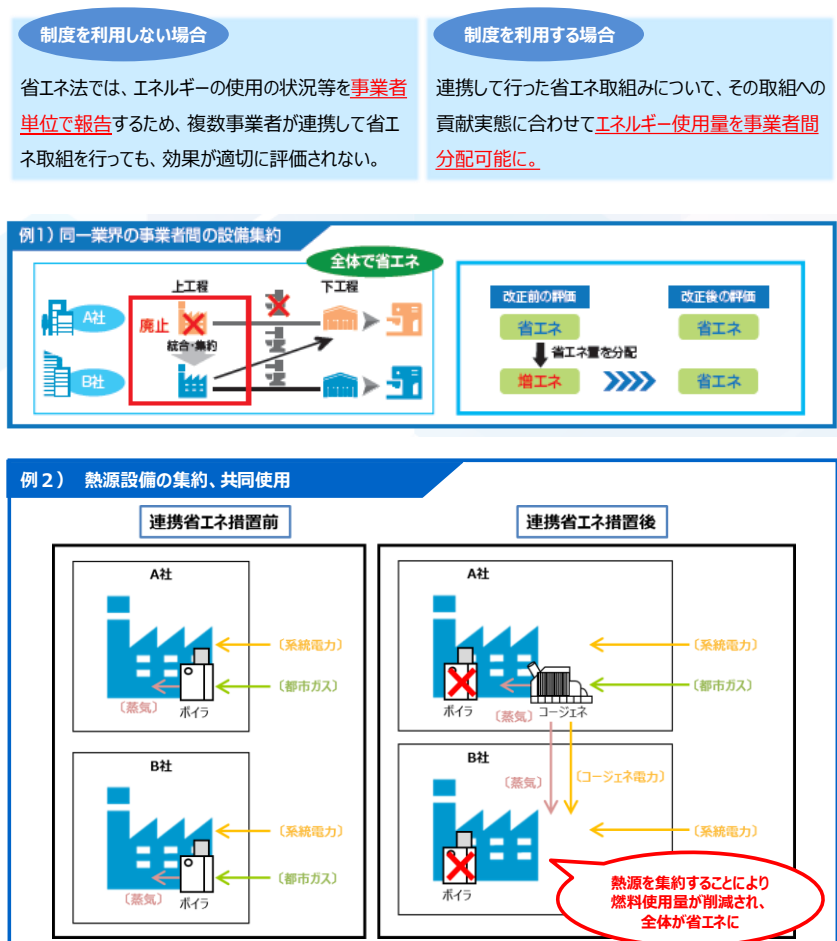 制度を利用しない場合
省エネ法では、エネルギーの使用の状況等を事業者
単位で報告するため、複数事業者が連携して省エ
ネ取組を行っても、効果が適切に評価されない。
制度を利用する場合
連携して行った省エネ取組みについて、その取組への
貢献実態に合わせてエネルギー使用量を事業者間
分配可能に。
例1）同一業界の事業者間の設備集約
全体で省エネ
上工程
下工程
A社
廃止
統合・集約
B社
改正前の評価
改正後の評価
省エネ
省エネ
省エネ量を分配
増エネ
省エネ
例２） 熱源設備の集約、共同使用
連携省エネ措置前
A社
〔系統電力〕
〔都市ガス〕
〔蒸気〕
ボイラ
B社
〔系統電力〕
〔都市ガス〕
〔蒸気〕
ボイラ
連携省エネ措置後
A社
〔系統電力〕
〔都市ガス〕
ボイラ
〔蒸気〕
コージェネ
B社
〔蒸気〕
〔コージェネ電力〕
〔系統電力〕
ボイラ
熱源を集約することにより
燃料使用量が削減され、
全体が省エネに